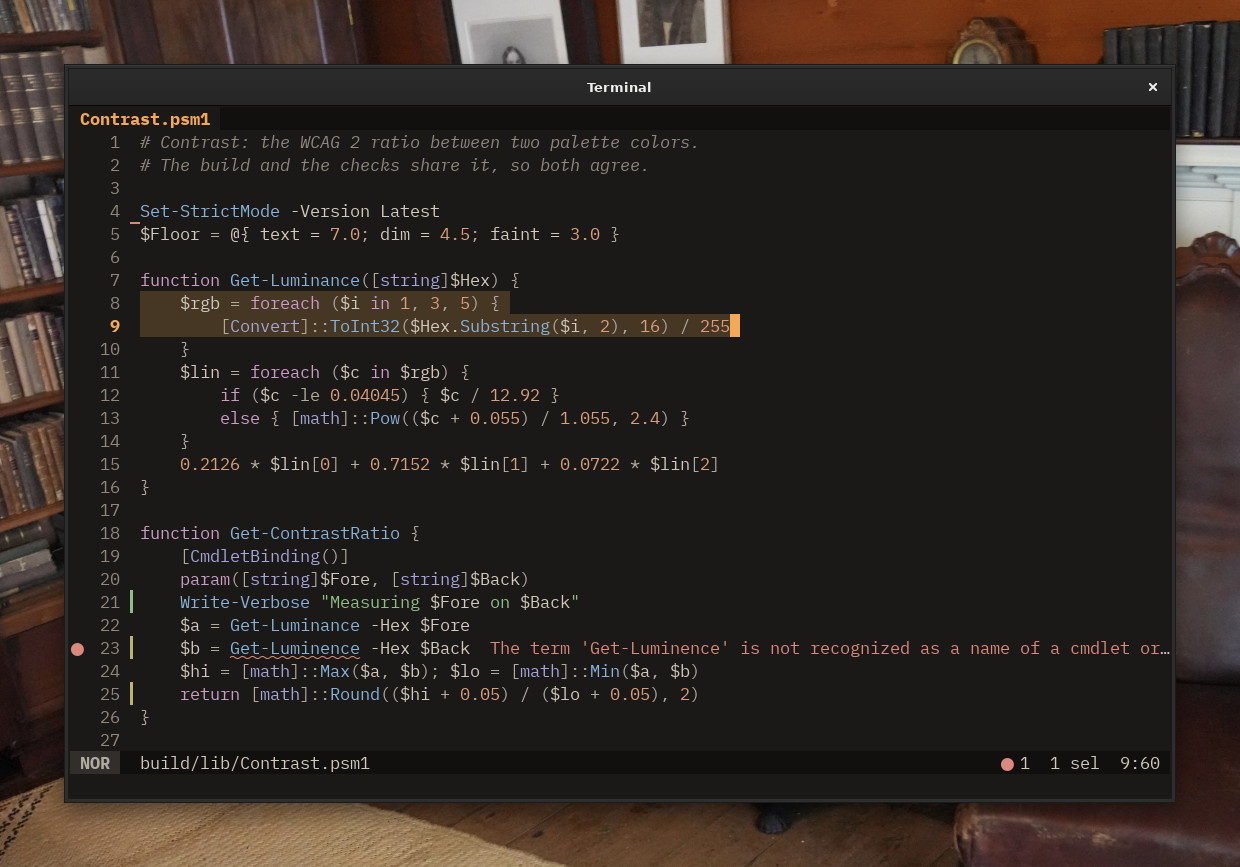 Terminal
×
Contrast.psm1
1 # Contrast: the WCAG 2 ratio between two palette colors.
2 # The build and the checks share it, so both agree.
3
4 Set-StrictMode -Version Latest
5 $Floor = @{ text = 7.0; dim = 4.5; faint = 3.0 }
6
7 function Get-Luminance([string]$Hex) {
8     $rgb = foreach ($i in 1, 3, 5) {
9         [Convert]::ToInt32($Hex.Substring($i, 2), 16) / 255
10     }
11     $lin = foreach ($c in $rgb) {
12         if ($c -le 0.04045) { $c / 12.92 }
13         else { [math]::Pow(($c + 0.055) / 1.055, 2.4) }
14     }
15     0.2126 * $lin[0] + 0.7152 * $lin[1] + 0.0722 * $lin[2]
16 }
17
18 function Get-ContrastRatio {
19     [CmdletBinding()]
20     param([string]$Fore, [string]$Back)
21     Write-Verbose "Measuring $Fore on $Back"
22     $a = Get-Luminance -Hex $Fore
23     $b = Get-Luminence -Hex $Back  The term 'Get-Luminence' is not recognized as a name of a cmdlet or…
24     $hi = [math]::Max($a, $b); $lo = [math]::Min($a, $b)
25     return [math]::Round(($hi + 0.05) / ($lo + 0.05), 2)
26 }
27
NOR  build/lib/Contrast.psm1  ● 1  1 sel  9:60